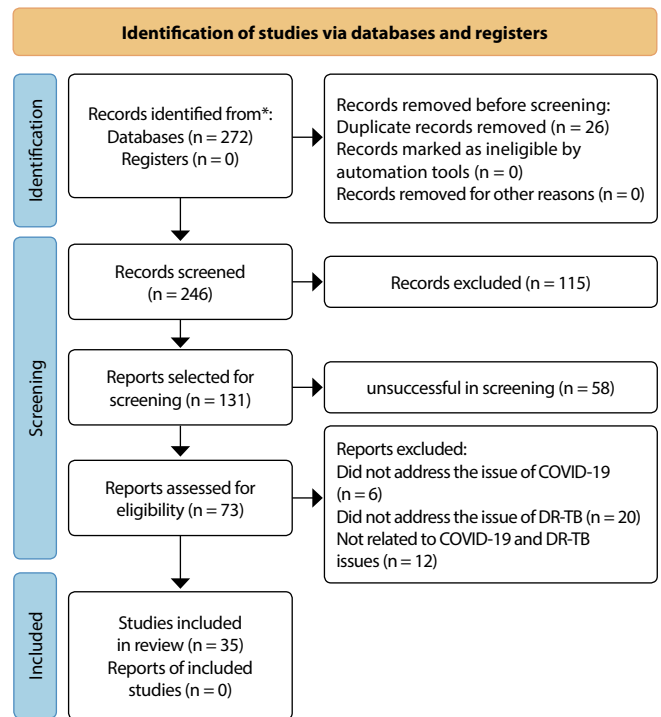 Identification of studies via databases and registers
Identification
Records identified from*:
Databases (n = 272)
Registers (n = 0)
Records removed before screening:
Duplicate records removed (n = 26)
Records marked as ineligible by
automation tools (n = 0)
Records removed for other reasons (n = 0)
Screening
Records screened
(n = 246)
Records excluded (n = 115)
Reports selected for
screening (n = 131)
unsuccessful in screening (n = 58)
Reports assessed for
eligibility (n = 73)
Reports excluded:
Did not address the issue of COVID-19
(n = 6)
Did not address the issue of DR-TB (n = 20)
Not related to COVID-19 and DR-TB
issues (n = 12)
Included
Studies included
in review (n = 35)
Reports of included
studies (n = 0)